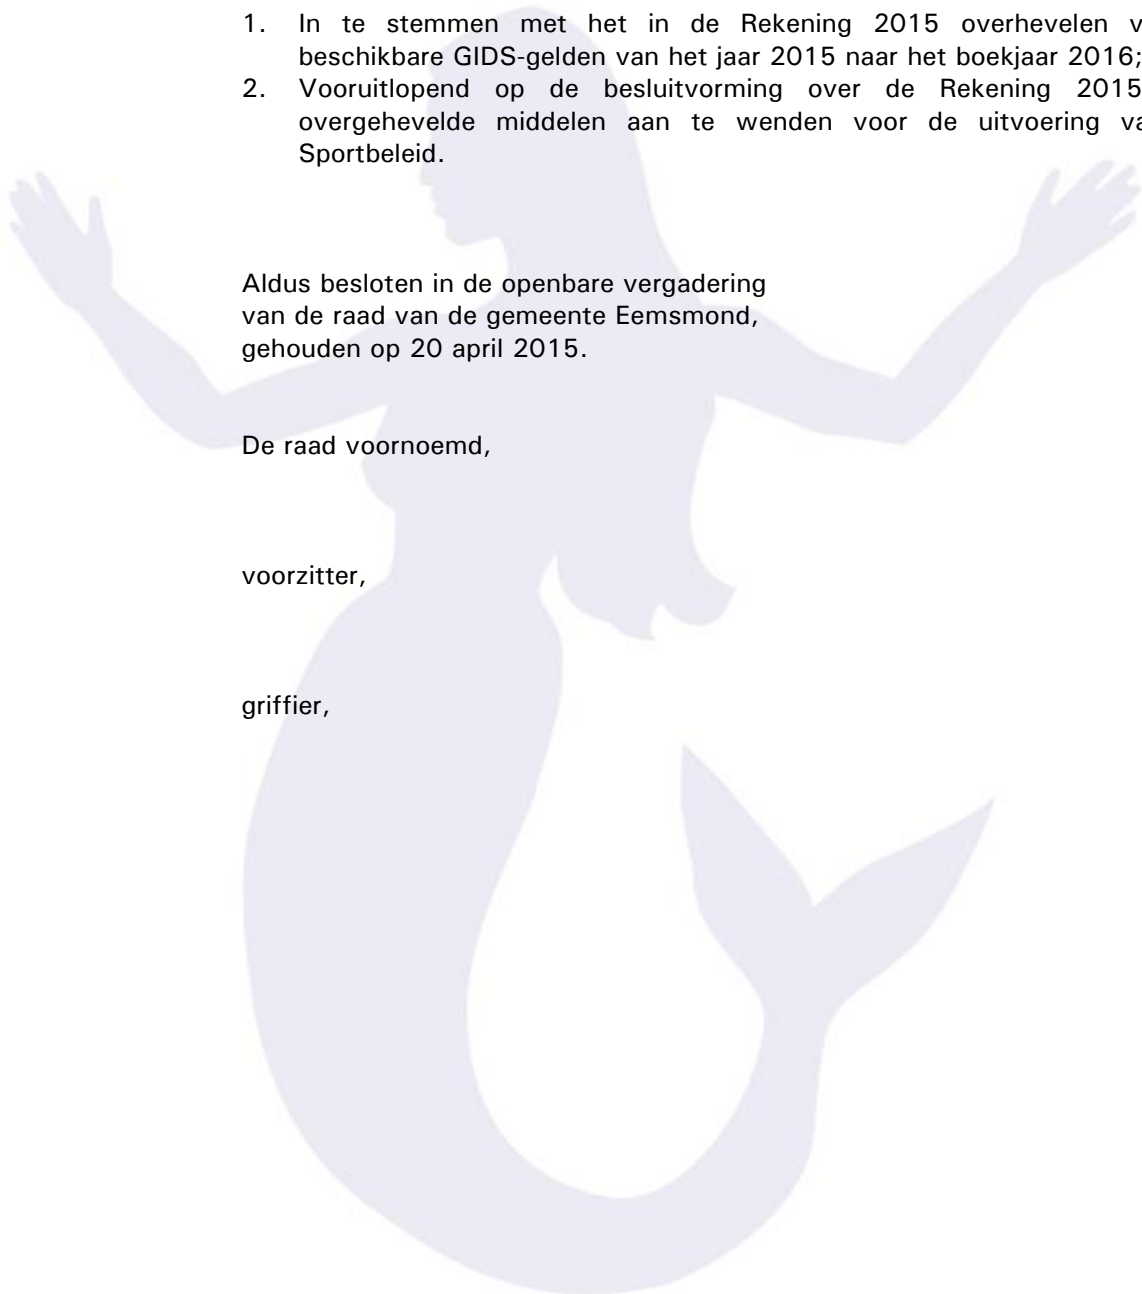 1. In te stemmen met het in de Rekening 2015 overhevelen
beschikbare GIDS-gelden van het jaar 2015 naar het boekjaar 2016;
2. Vooruitlopend op de besluitvorming over de Rekening 2015
overgehevelde middelen aan te wenden voor de uitvoering
Sportbeleid.
Aldus besloten in de openbare vergadering
van de raad van de gemeente Eemsmond,
gehouden op 20 april 2015.
De raad voornoemd,
voorzitter,
griffier,